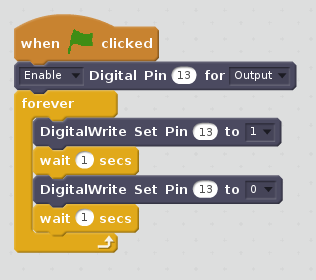 when clicked
Enable Digital Pin 13 for Output
forever
DigitalWrite Set Pin 13 to 1
wait 1 secs
DigitalWrite Set Pin 13 to 0
wait 1 secs